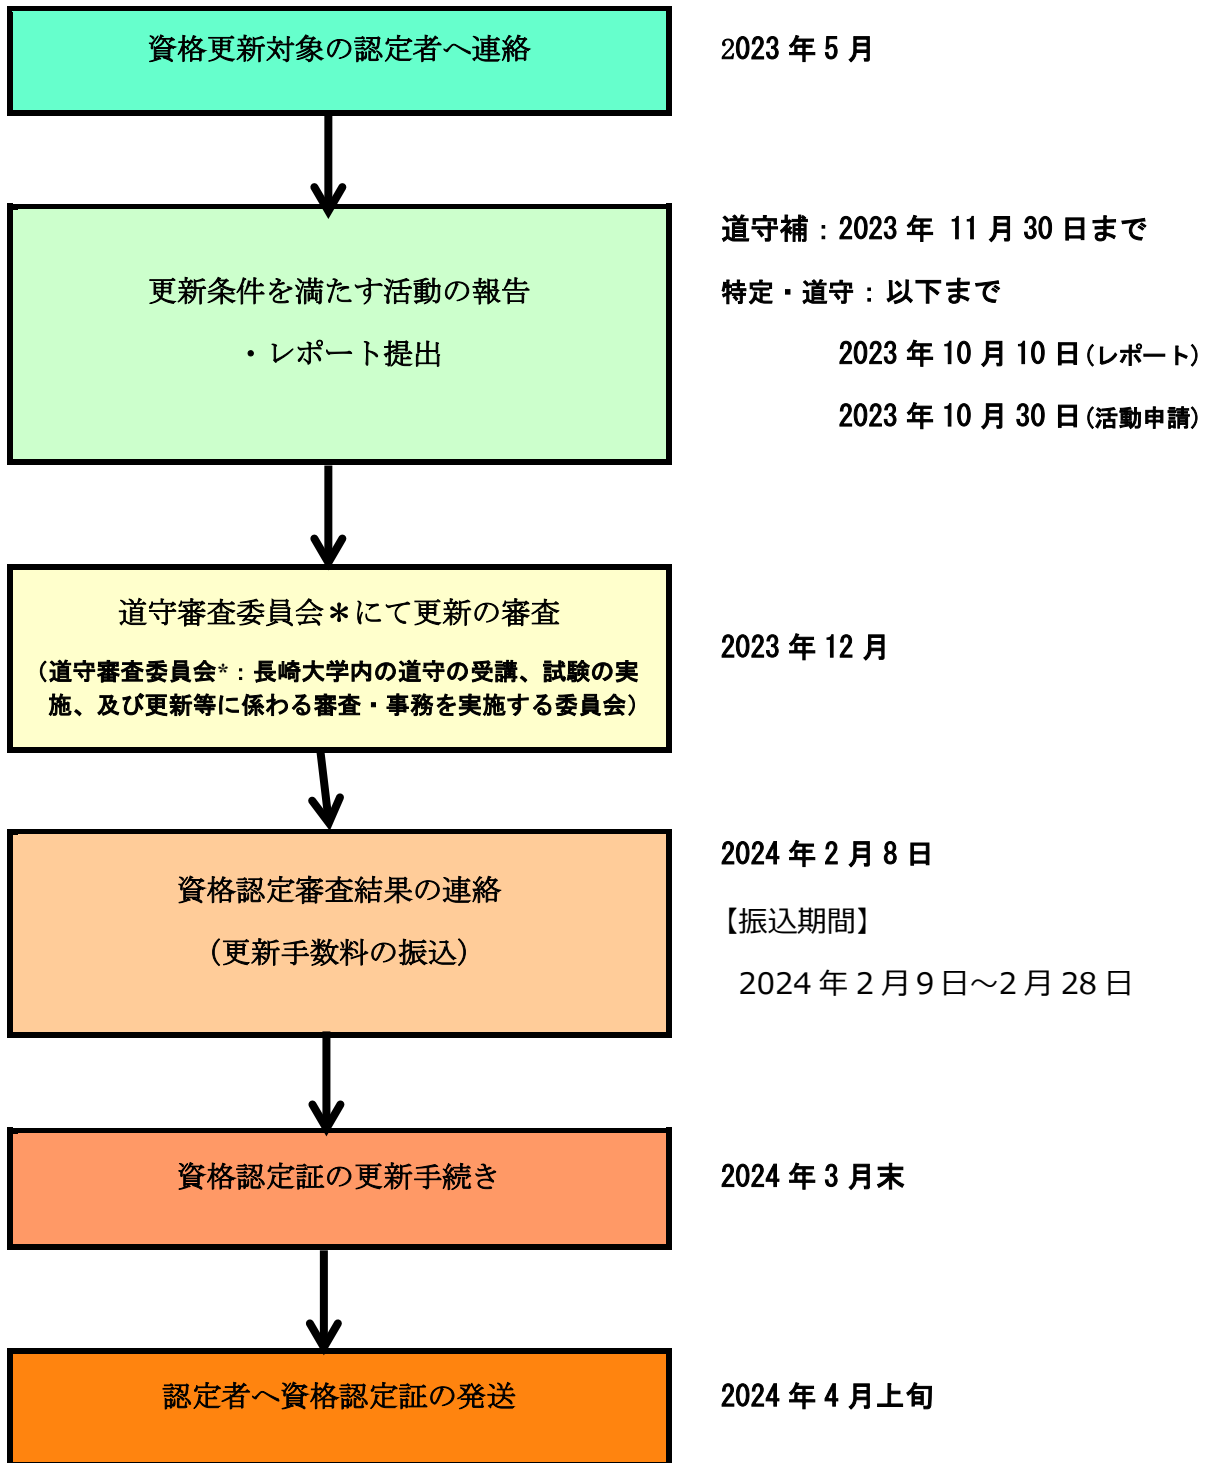 資格更新対象の認定者へ連絡
2023年5月
更新条件を満たす活動の報告
・レポート提出
道守補：2023年 11月30日まで
特定・道守：以下まで
2023年10月10日(レポート)
2023年10月30日(活動申請)
道守審査委員会＊にて更新の審査
（道守審査委員会*：長崎大学内の道守の受講、試験の実
施、及び更新等に係わる審査・事務を実施する委員会）
2023年12月
資格認定審査結果の連絡
（更新手数料の振込）
2024年2月8日
【振込期間】
2024年2月9日～2月28日
資格認定証の更新手続き
2024年3月末
認定者へ資格認定証の発送
2024年4月上旬